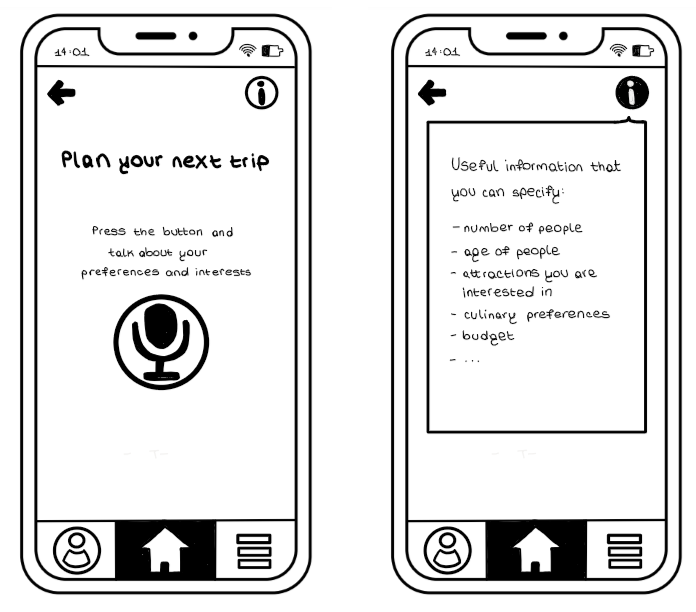 14:01
Plan your next trip
Press the button and
talk about your
preferences and interests
14:01
Useful information that
you can specify:
- number of people
- age of people
- attractions you are
interested in
- culinary preferences
- budget
- ...